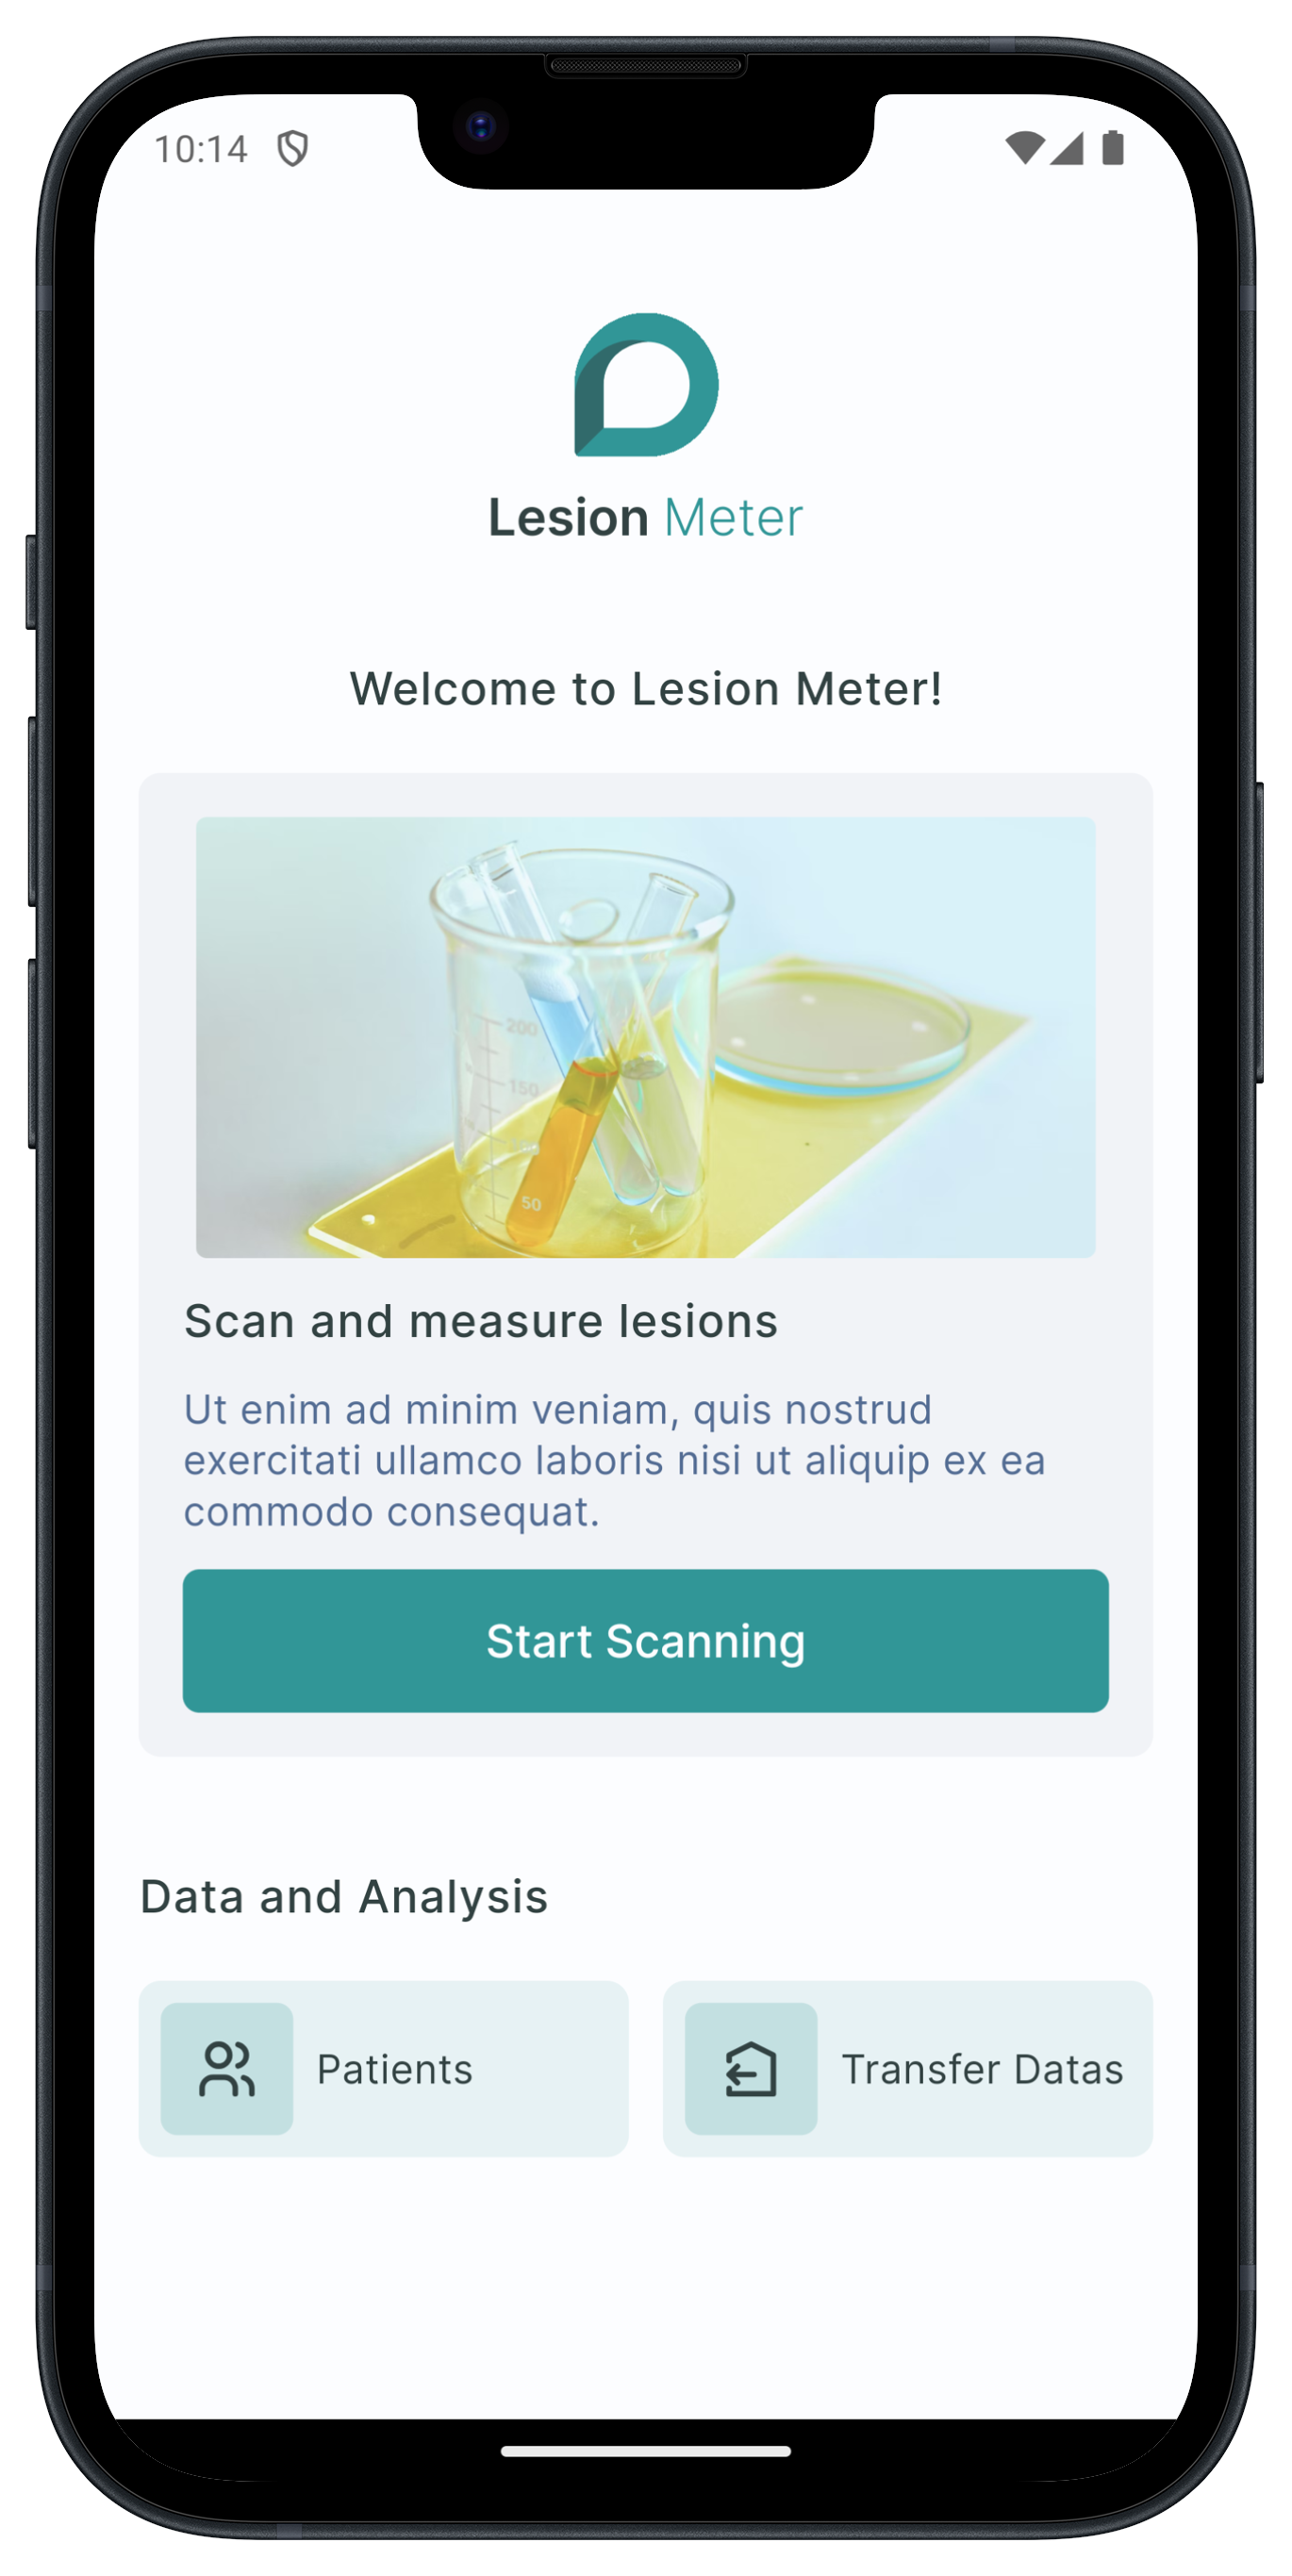 10:14
Lesion Meter
Welcome to Lesion Meter!
200
150
50
Scan and measure lesions
Ut enim ad minim veniam, quis nostrud
exercitati ullamco laboris nisi ut aliquip ex ea
commodo consequat.
Start Scanning
Data and Analysis
Patients
Transfer Datas